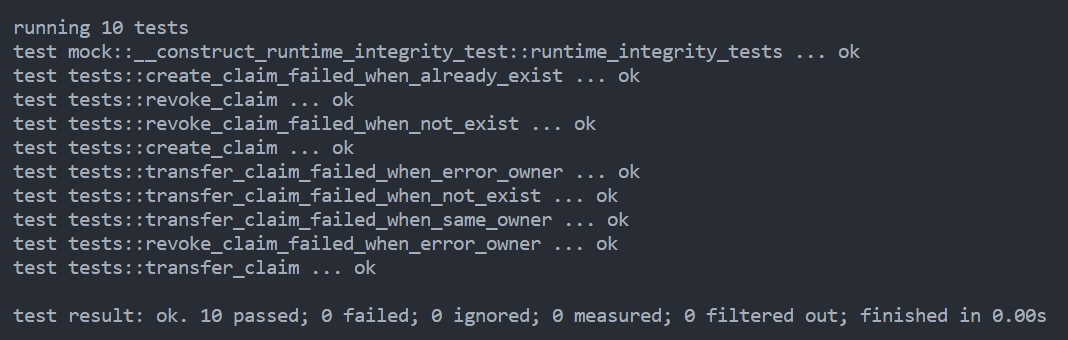 running 10 tests
test mock::__construct_runtime_integrity_test::runtime_integrity_tests ... ok
test tests::create_claim_failed_when_already_exist ... ok
test tests::revoke_claim ... ok
test tests::revoke_claim_failed_when_not_exist ... ok
test tests::create_claim ... ok
test tests::transfer_claim_failed_when_error_owner ... ok
test tests::transfer_claim_failed_when_not_exist ... ok
test tests::transfer_claim_failed_when_same_owner ... ok
test tests::revoke_claim_failed_when_error_owner ... ok
test tests::transfer_claim ... ok
test result: ok. 10 passed; 0 failed; 0 ignored; 0 measured; 0 filtered out; finished in 0.00s